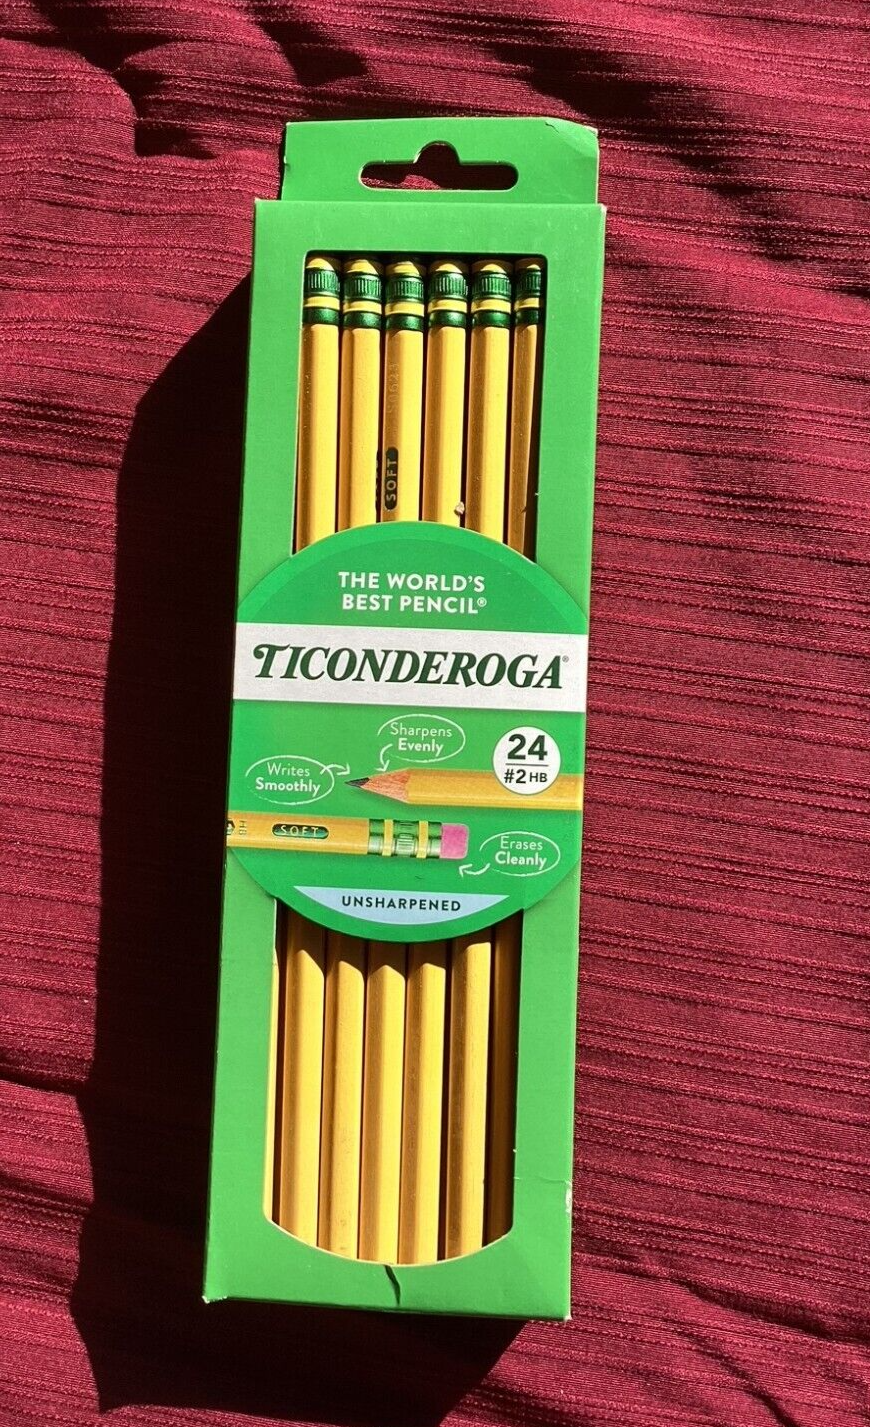 SOFT
THE WORLD'S
BEST PENCIL®
TICONDEROGA®
Sharpens
Evenly
24
#2 HB
Writes
Smoothly
SOFT
Erases
Cleanly
UNSHARPENED